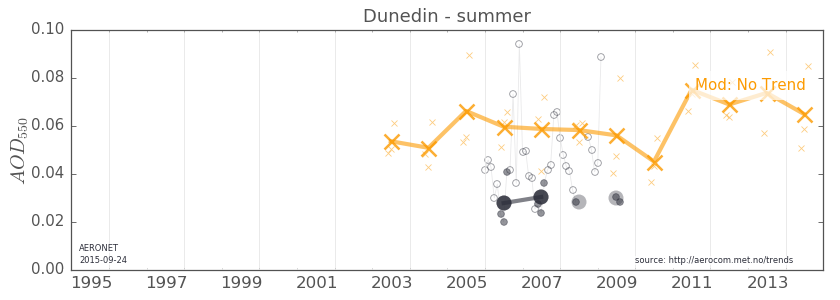 Dunedin - summer
0.10
0.08
0.06
0.04
0.02
0.00
AOD550
Mod: No Trend
AERONET
2015-09-24
source: http://aerocom.met.no/trends
1995 1997 1999 2001 2003 2005 2007 2009 2011 2013